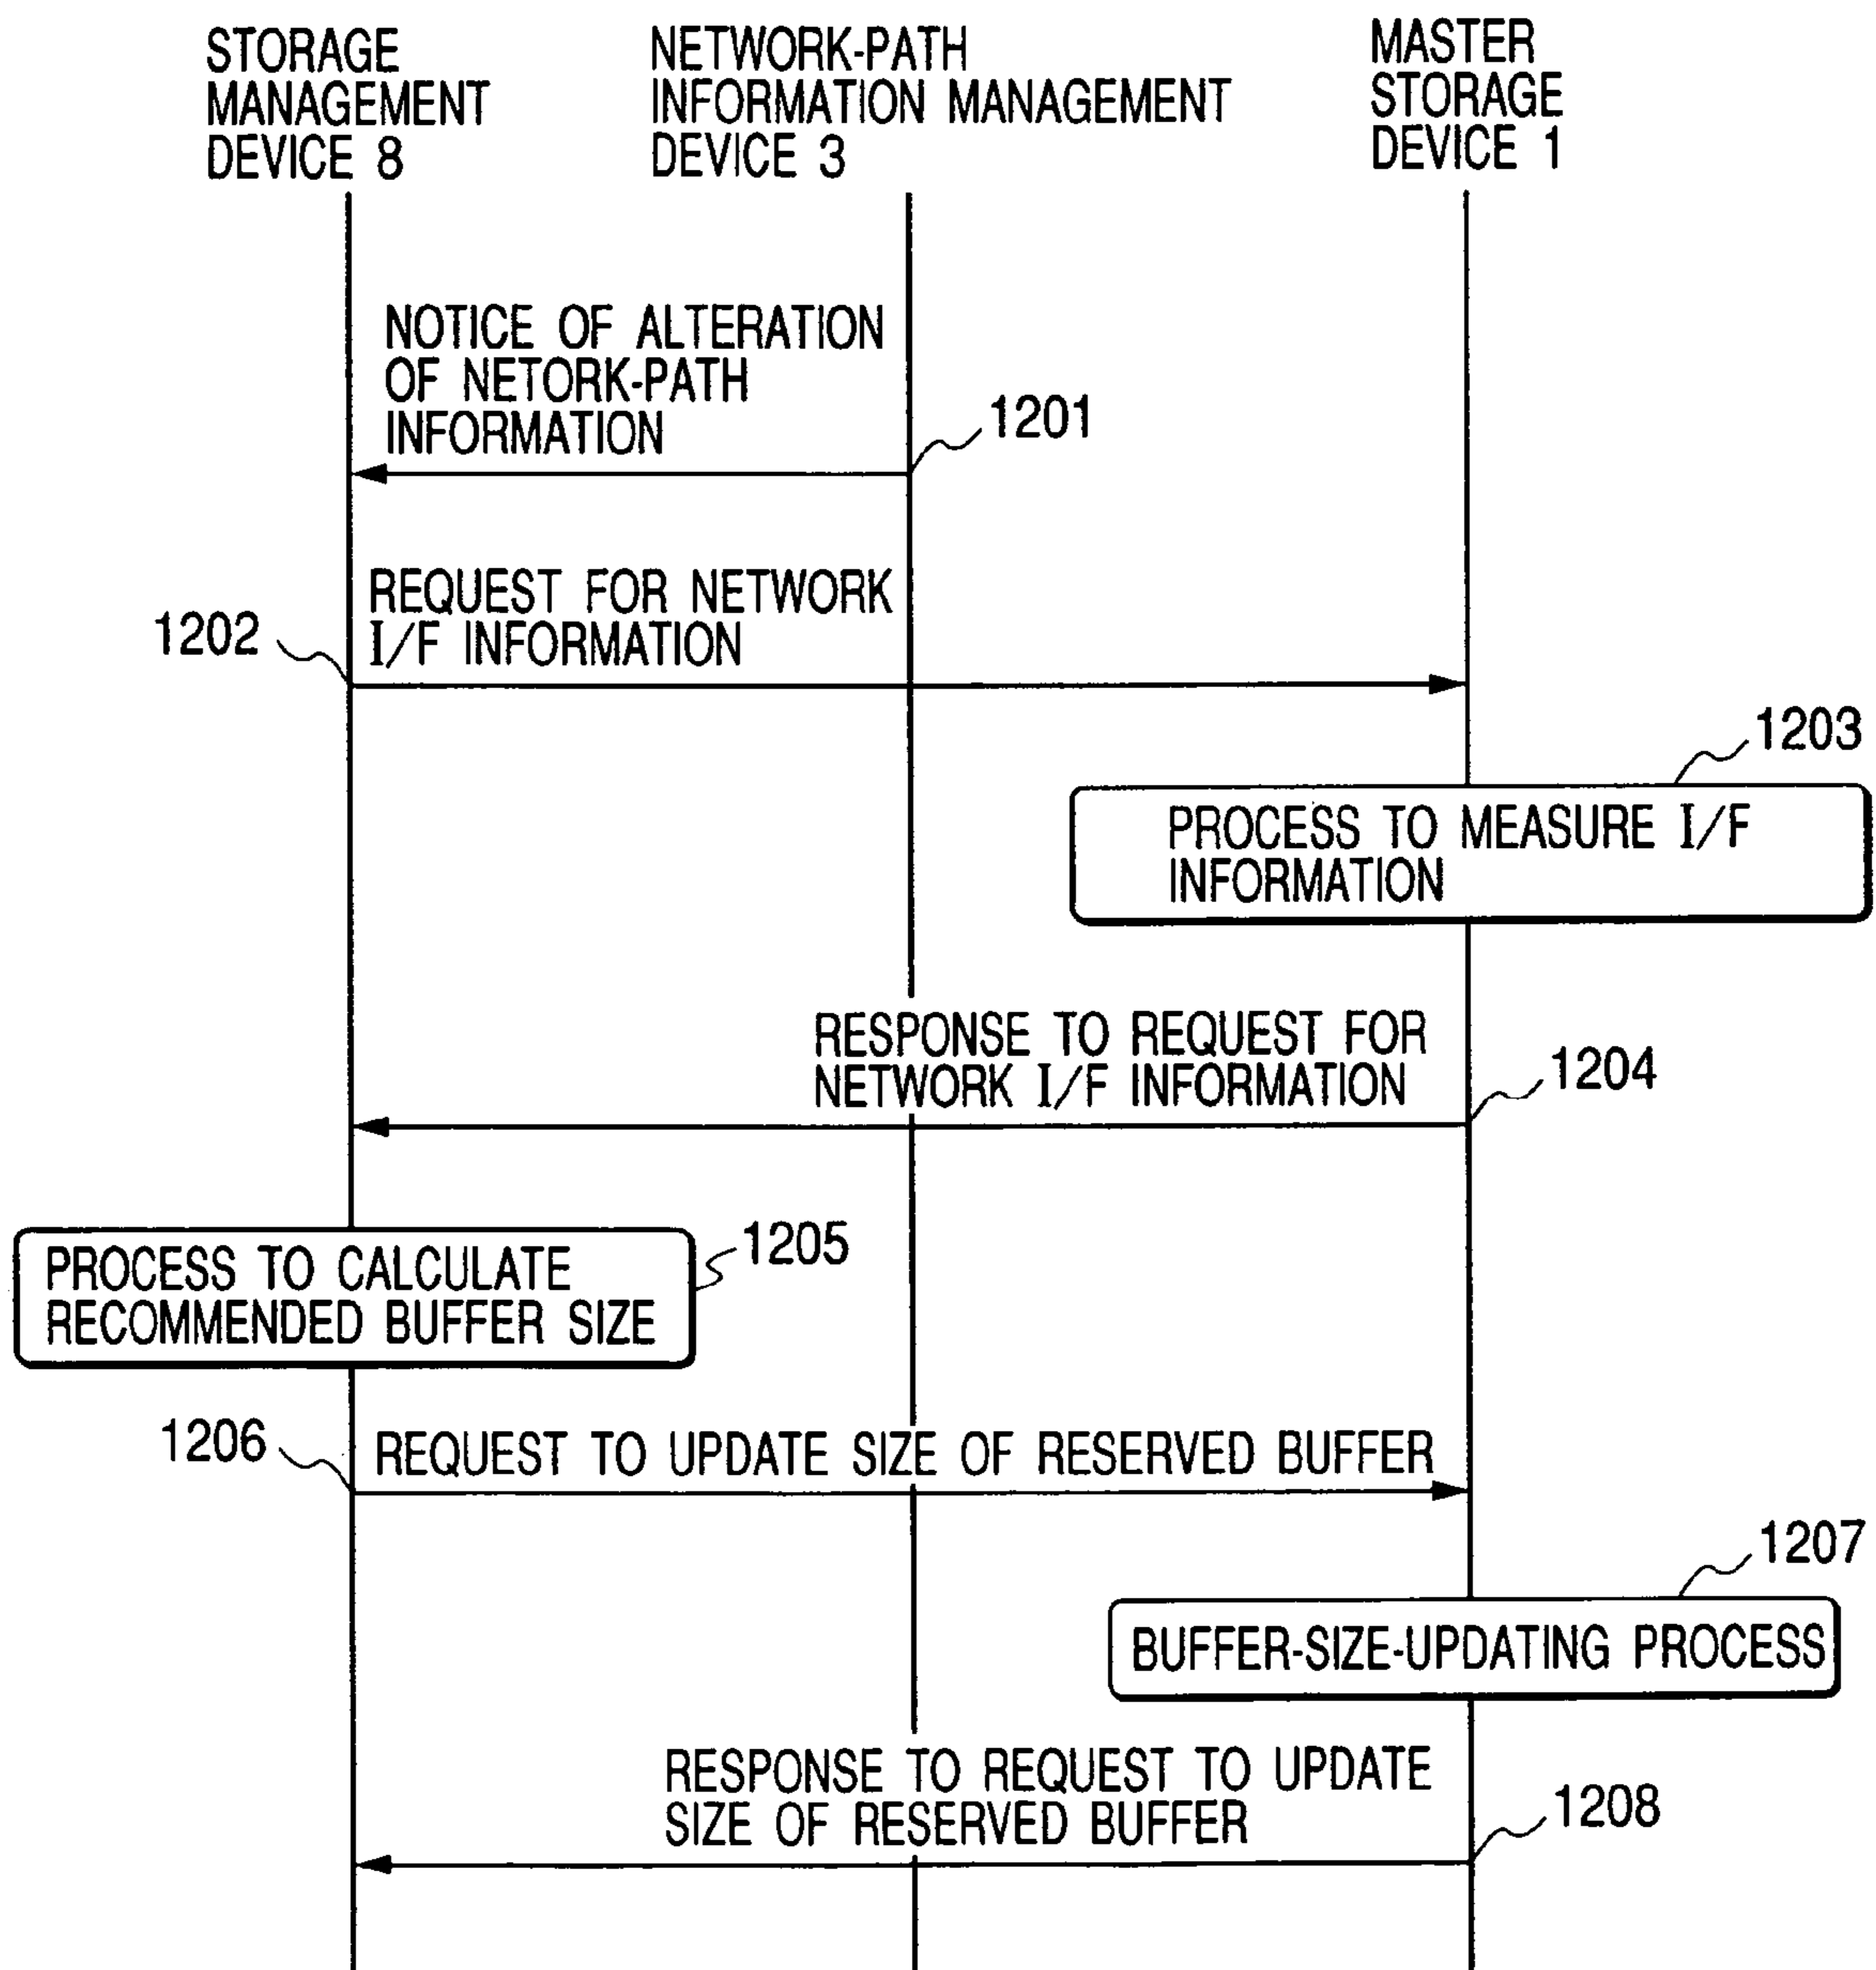 STORAGE
MANAGEMENT
DEVICE 8
NETWORK-PATH
INFORMATION MANAGEMENT
DEVICE 3
MASTER
STORAGE
DEVICE 1
NOTICE OF ALTERATION
OF NETORK-PATH
INFORMATION
1201
REQUEST FOR NETWORK
I/F INFORMATION
1202
1203
PROCESS TO MEASURE I/F
INFORMATION
RESPONSE TO REQUEST FOR
NETWORK I/F INFORMATION
1204
PROCESS TO CALCULATE
RECOMMENDED BUFFER SIZE
1205
1206
REQUEST TO UPDATE SIZE OF RESERVED BUFFER
1207
BUFFER-SIZE-UPDATING PROCESS
RESPONSE TO REQUEST TO UPDATE
SIZE OF RESERVED BUFFER
1208